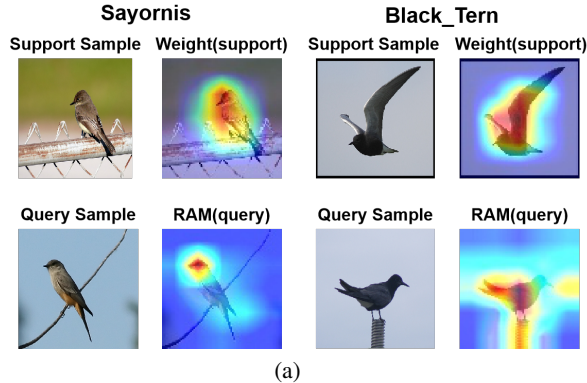 Sayornis
Black_Tern
Support Sample
Weight(support)
Support Sample
Weight(support)
Query Sample
RAM(query)
Query Sample
RAM(query)
(a)